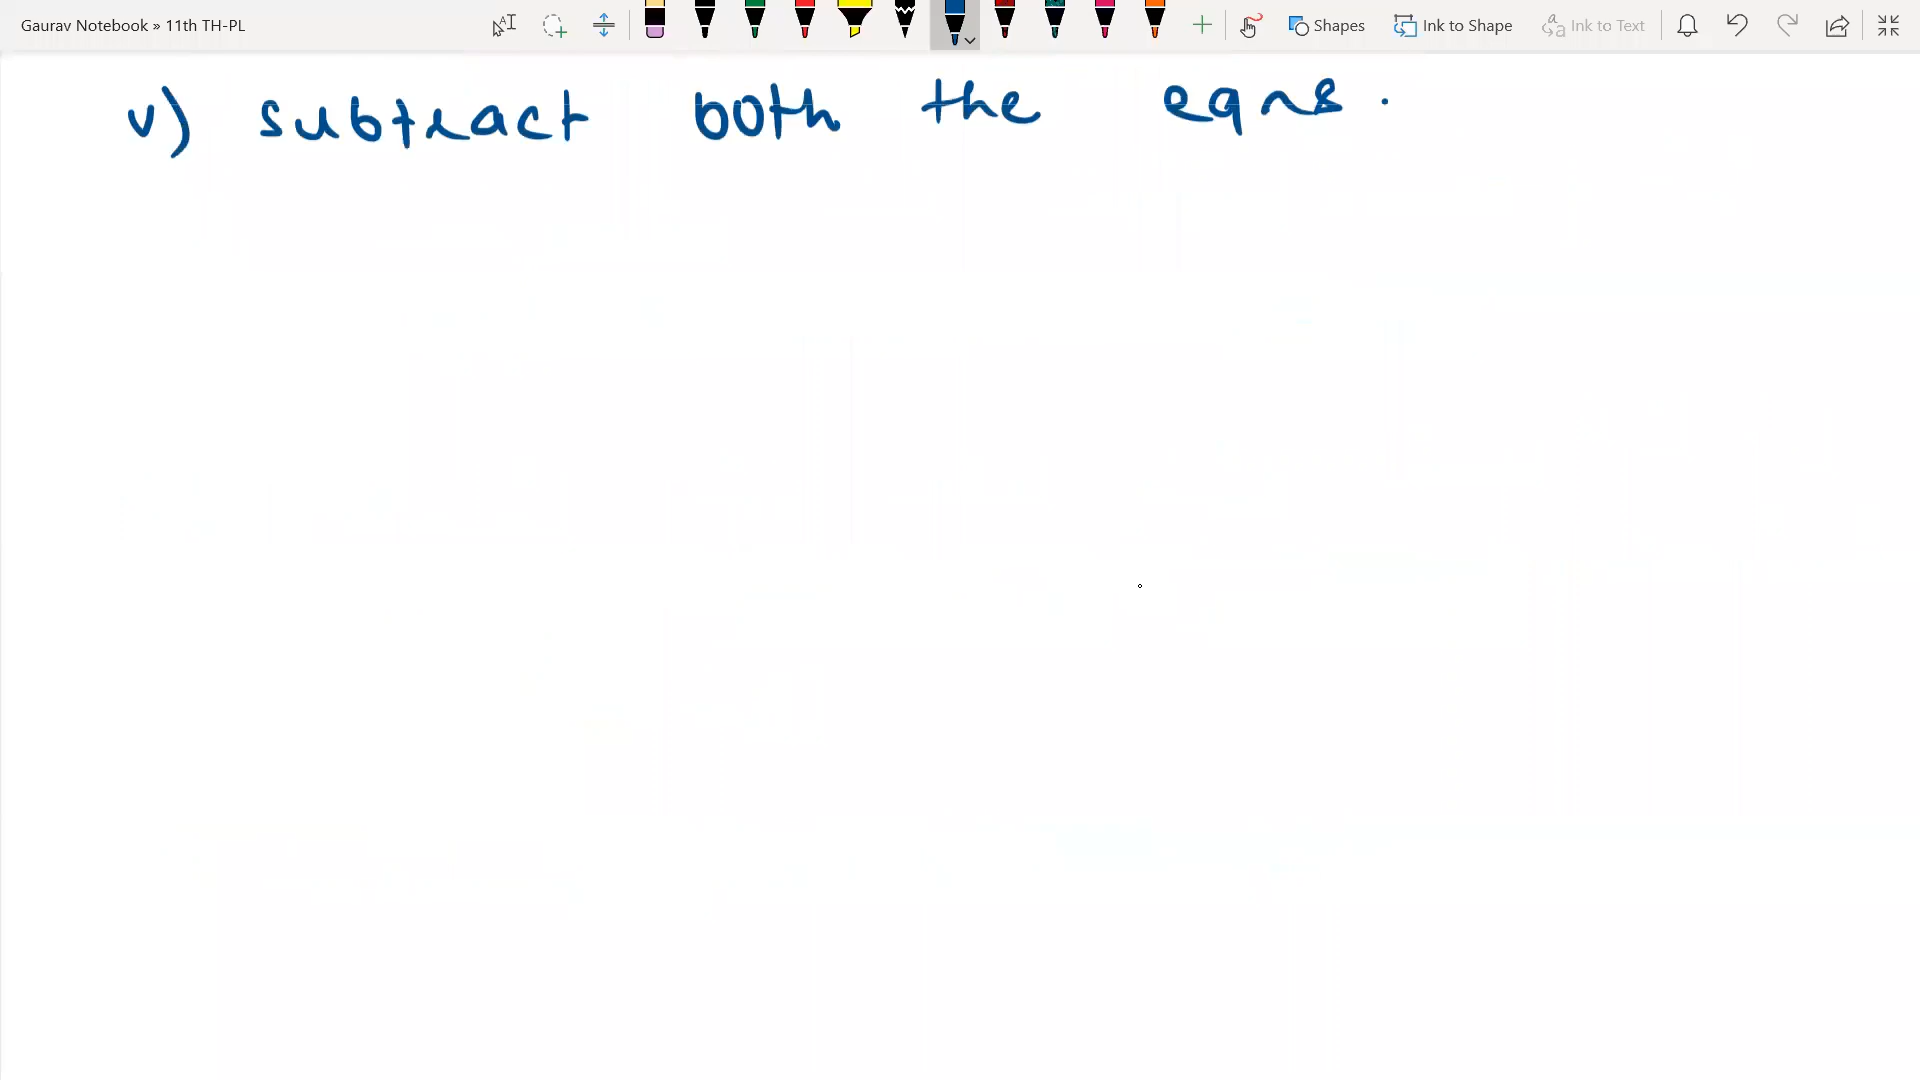 Gaurav Notebook » 11th TH-PL
Shapes
Ink to Shape
Ink to Text
v) subtract both the eqns.